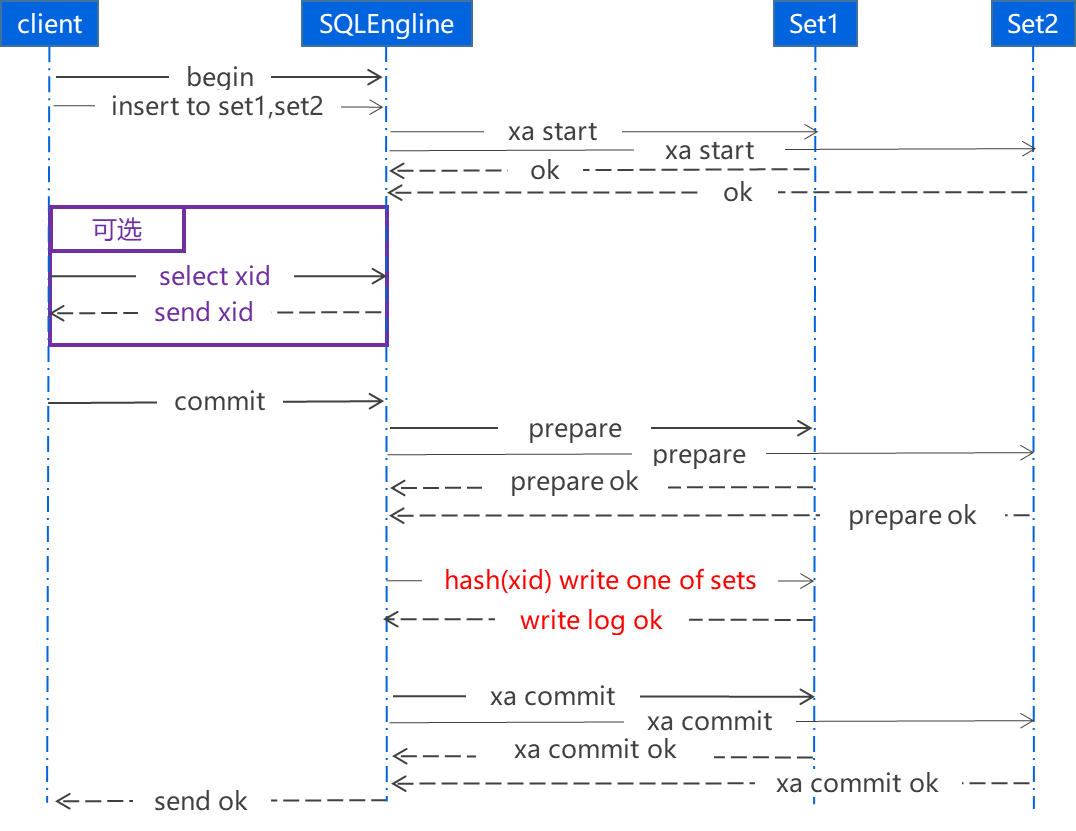 client
SQLEngline
Set1
Set2
begin
insert to set1,set2
xa start
xa start
ok
ok
可选
select xid
send xid
commit
prepare
prepare
prepare ok
prepare ok
hash(xid) write one of sets
write log ok
xa commit
xa commit
xa commit ok
xa commit ok
send ok